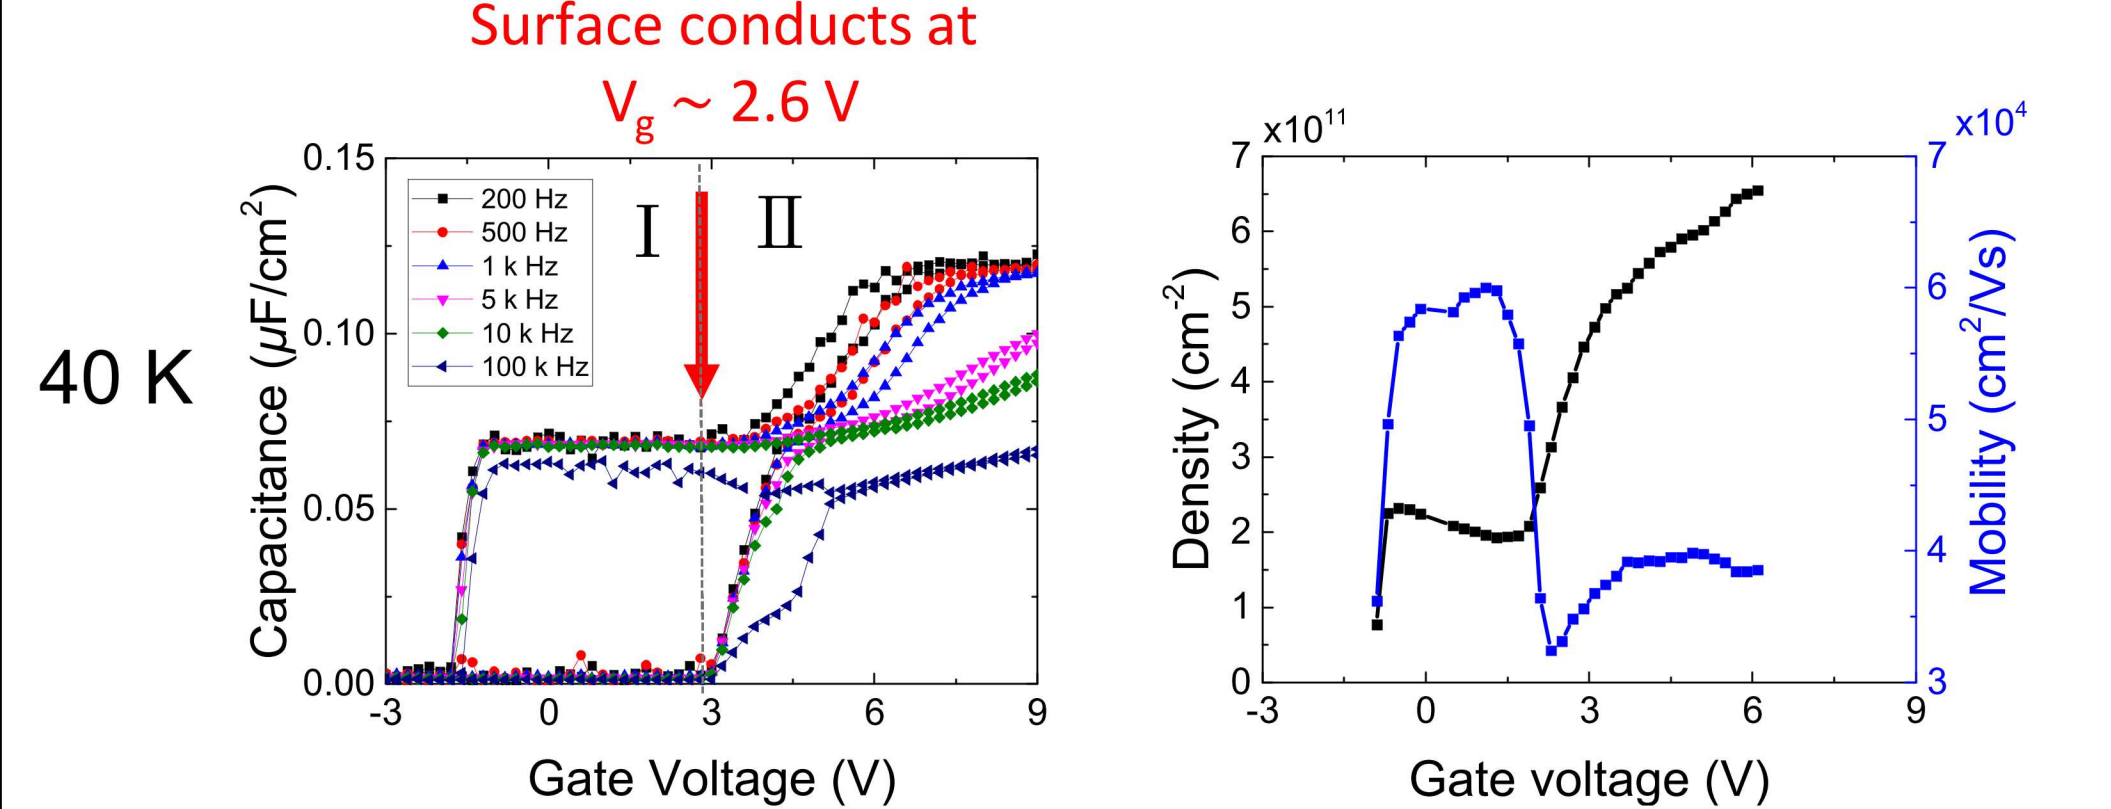 Surface conducts at
Vg ~ 2.6 V
40 K
0.15
0.10
0.05
0.00
-3 0 3 6 9
Capacitance (µF/cm²)
Gate Voltage (V)
200 Hz
500 Hz
1 k Hz
5 k Hz
10 k Hz
100 k Hz
I II
x10¹¹
x10⁴
7
6
5
4
3
2
1
0
Density (cm⁻²)
-3 0 3 6 9
Gate voltage (V)
7
6
5
4
3
Mobility (cm²/Vs)